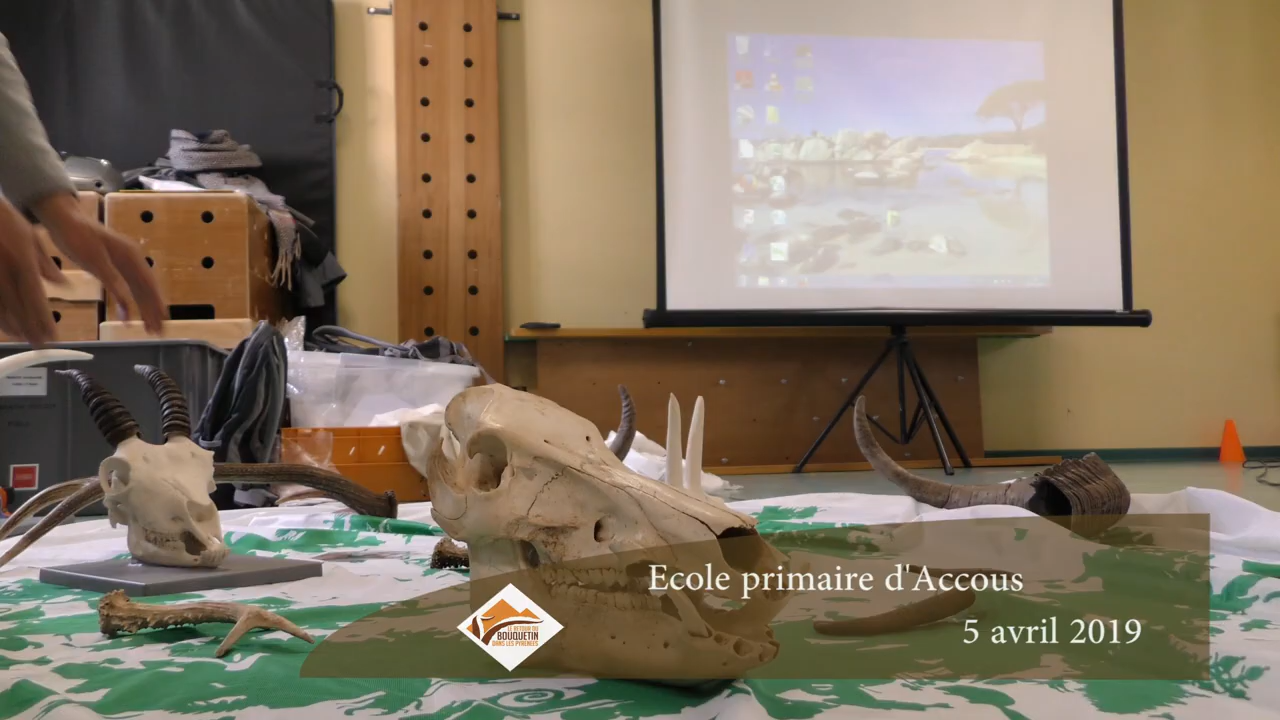 Ecole primaire d'Accous
5 avril 2019
LE RETOUR DU
BOUQUETIN
DANS LES PYRÉNÉES